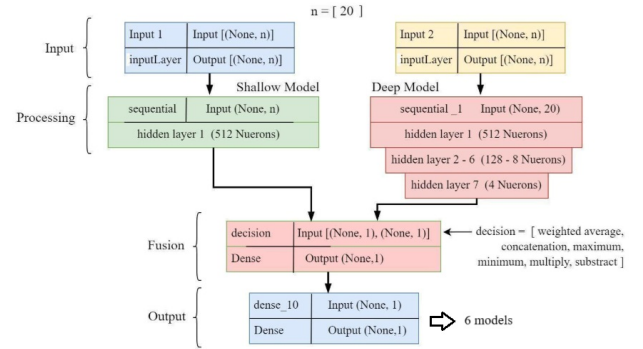 n = [ 20 ]
Input
Input 1 Input [(None, n)]
inputLayer Output [(None, n)]
Input 2 Input [(None, n)]
inputLayer Output [(None, n)]
Shallow Model
Deep Model
Processing
sequential Input (None, n)
hidden layer 1 (512 Nuerons)
sequential _1 Input (None, 20)
hidden layer 1 (512 Nuerons)
hidden layer 2 - 6 (128 - 8 Nuerons)
hidden layer 7 (4 Nuerons)
Fusion
decision Input [(None, 1), (None, 1)]
Dense Output (None,1)
decision = [ weighted average,
concatenation, maximum,
minimum, multiply, substract ]
Output
dense_10 Input (None, 1)
Dense Output (None,1)
6 models